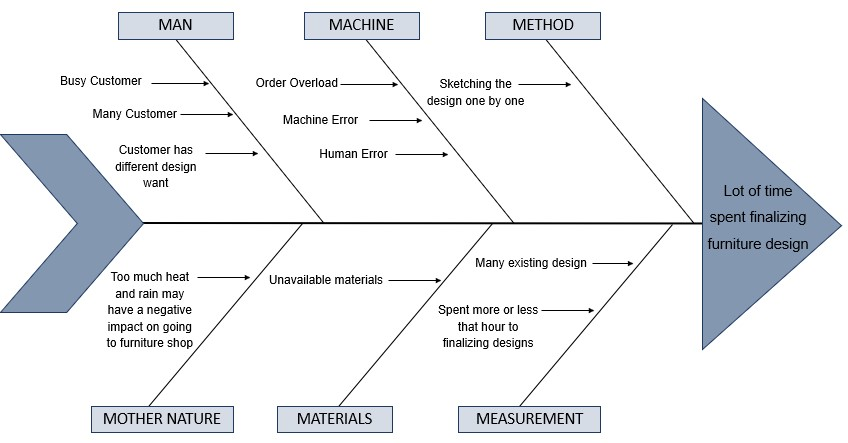 MAN
MACHINE
METHOD
Busy Customer
Many Customer
Customer has
different design
want
Order Overload
Machine Error
Human Error
Sketching the
design one by one
Lot of time
spent finalizing
furniture design
Too much heat
and rain may
have a negative
impact on going
to furniture shop
Unavailable materials
Many existing design
Spent more or less
that hour to
finalizing designs
MOTHER NATURE
MATERIALS
MEASUREMENT